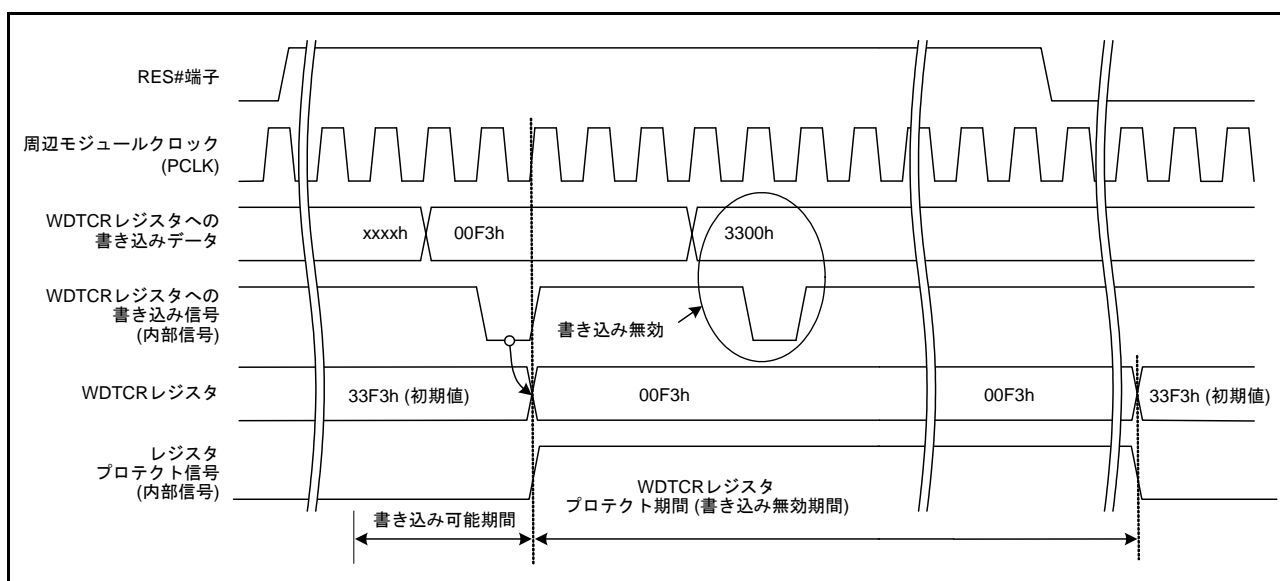 RES#端子
周辺モジュールクロック
(PCLK)
WDTCRレジスタへの
書き込みデータ
xxxxh
00F3h
3300h
WDTCRレジスタへの
書き込み信号
(内部信号)
書き込み無効
WDTCRレジスタ
33F3h (初期値)
00F3h
00F3h
33F3h (初期値)
レジスタ
プロテクト信号
(内部信号)
WDTCRレジスタ
プロテクト期間 (書き込み無効期間)
書き込み可能期間